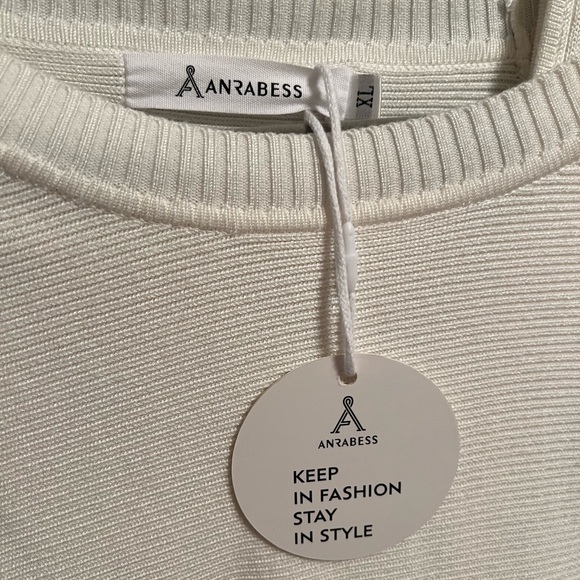 ANRABESS
XL
ANRABESS
KEEP
IN FASHION
STAY
IN STYLE